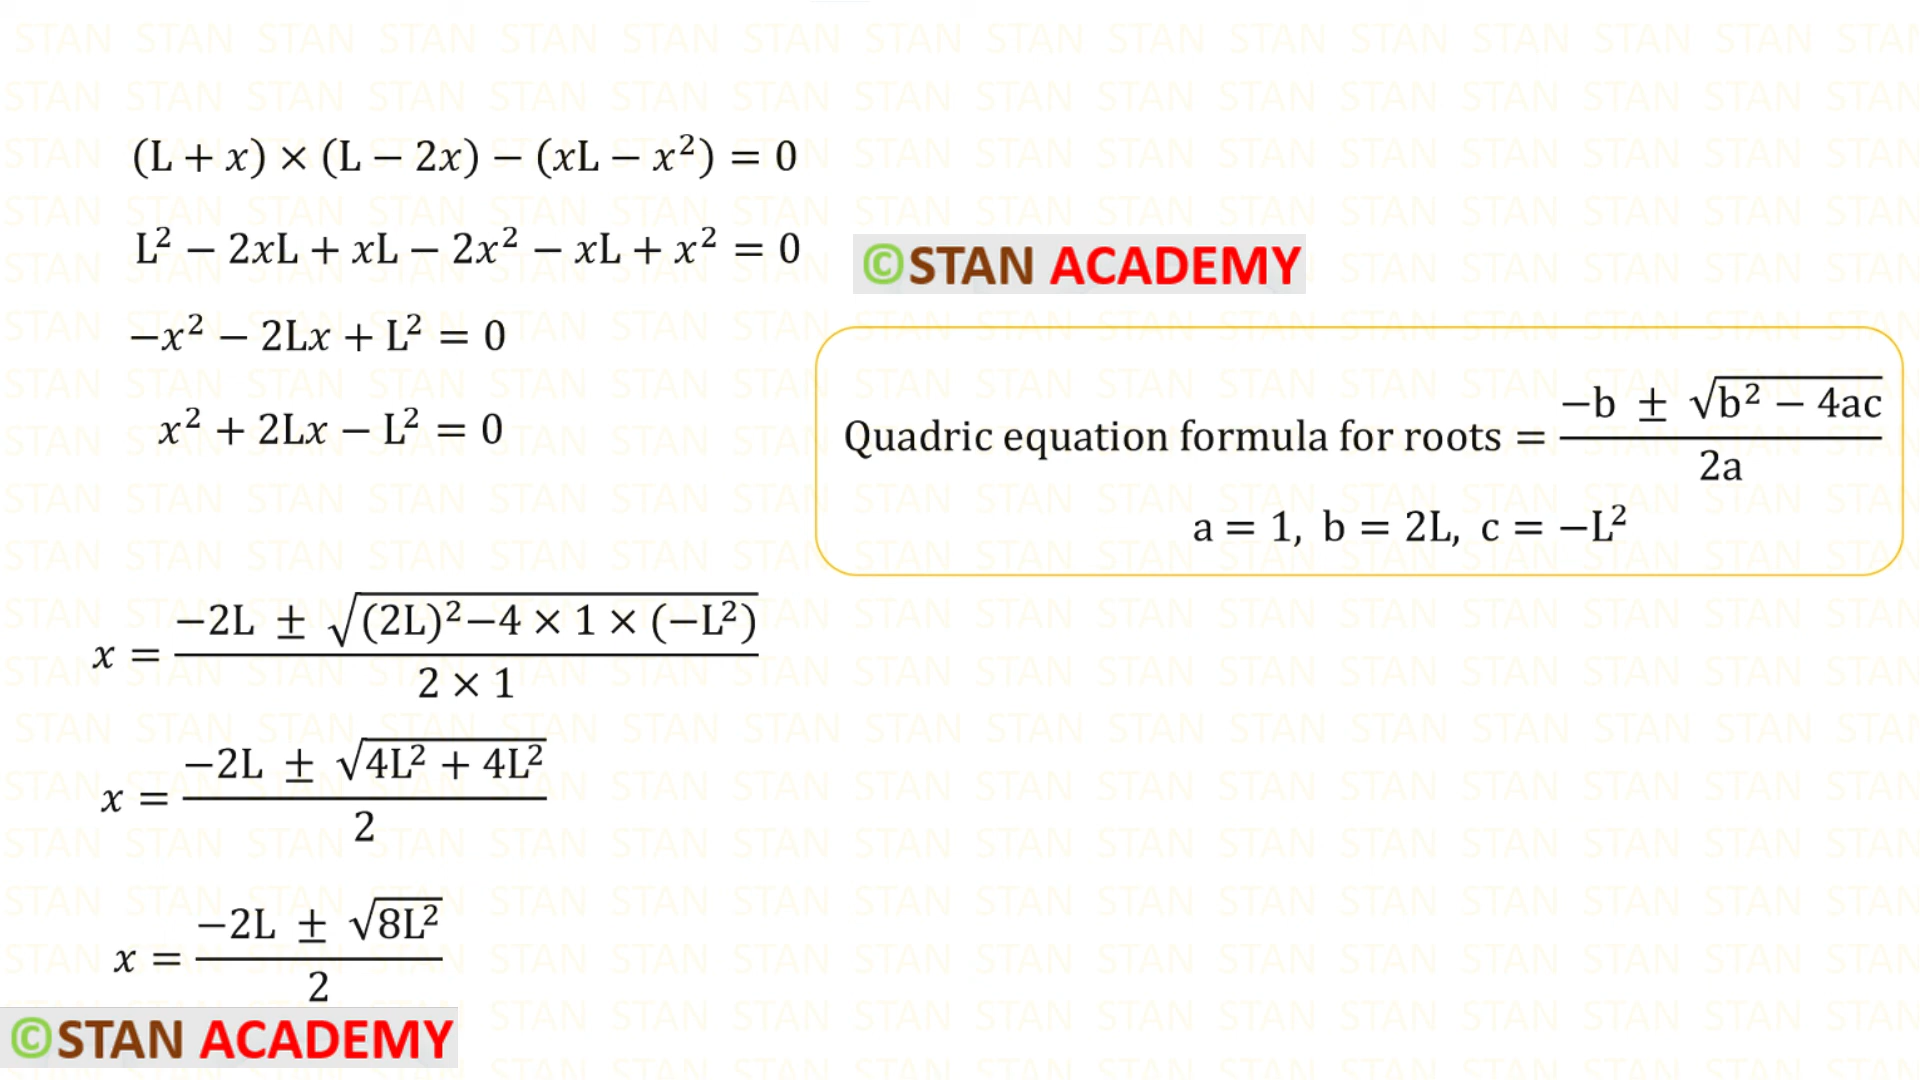 (L + x) × (L − 2x) − (xL − x²) = 0
L² − 2xL + xL − 2x² − xL + x² = 0
©STAN ACADEMY
−x² − 2Lx + L² = 0
x² + 2Lx − L² = 0
Quadric equation formula for roots = (−b ± √(b² − 4ac)) / 2a
a = 1, b = 2L, c = −L²
x = (−2L ± √((2L)²−4 × 1 × (−L²))) / (2 × 1)
x = (−2L ± √(4L² + 4L²)) / 2
x = (−2L ± √(8L²)) / 2
©STAN ACADEMY